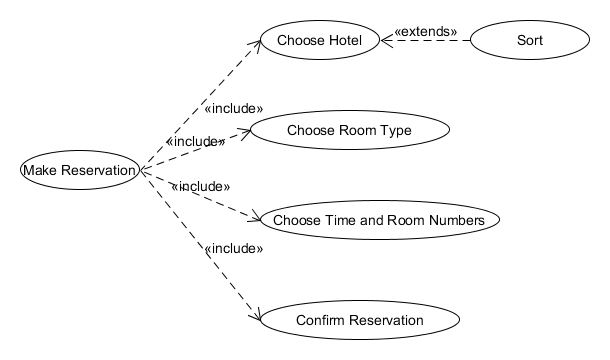 Choose Hotel
«extends»
Sort
«include»
Choose Room Type
«include»
Make Reservation
«include»
Choose Time and Room Numbers
«include»
Confirm Reservation